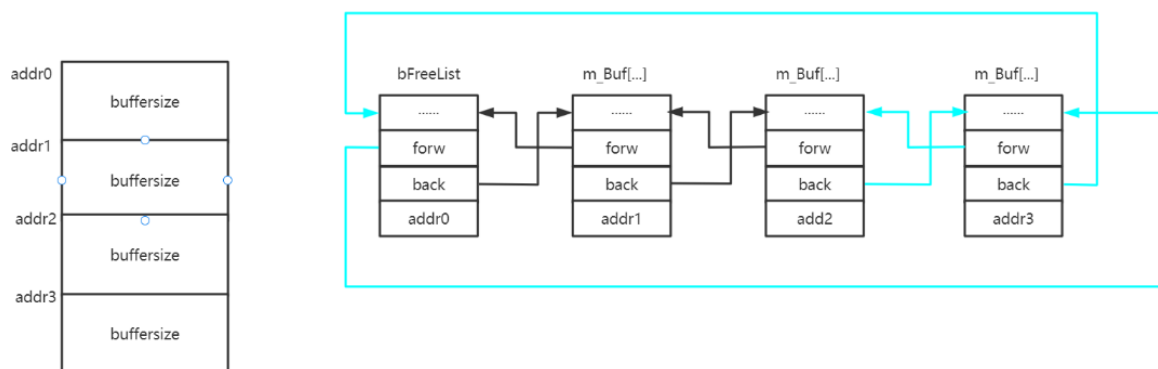 addr0
buffersize
addr1
buffersize
addr2
buffersize
addr3
buffersize
bFreeList
......
forw
back
addr0
m_Buf[...]
......
forw
back
addr1
m_Buf[...]
......
forw
back
add2
m_Buf[...]
......
forw
back
addr3